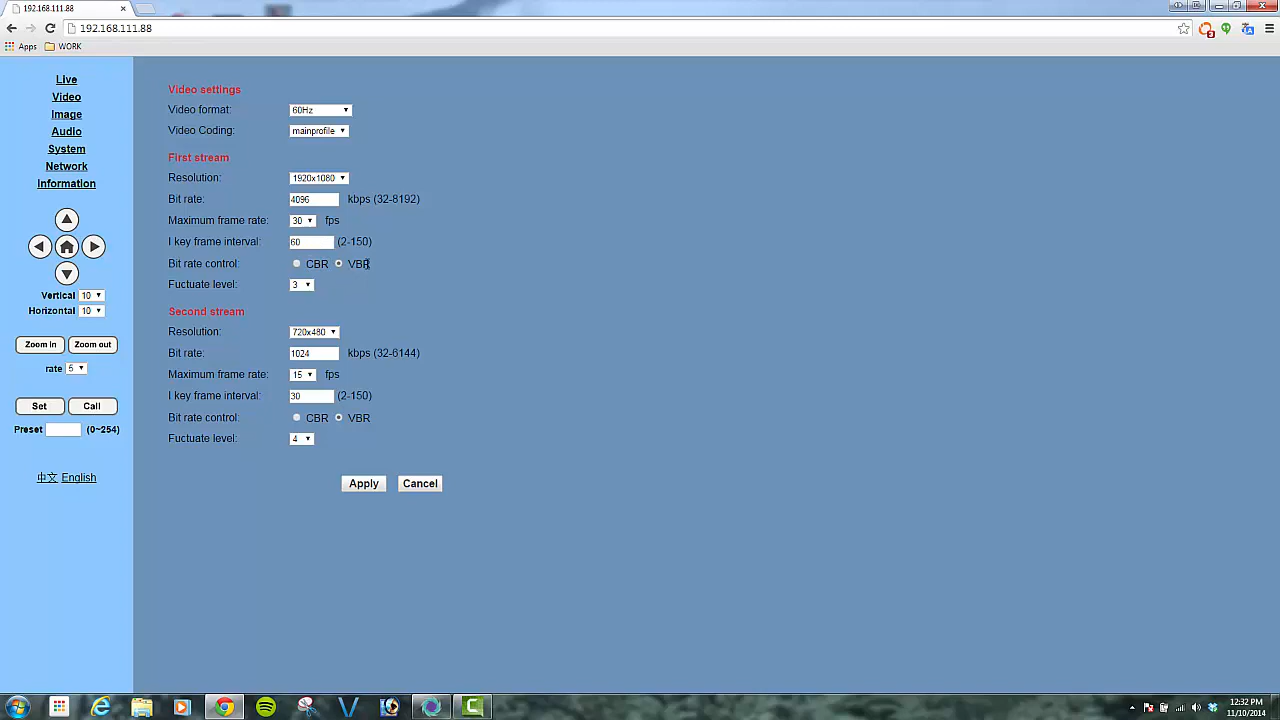 192.168.111.88
192.168.111.88
Apps WORK
Live
Video
Image
Audio
System
Network
Information
Vertical 10
Horizontal 10
Zoom In Zoom out
rate 5
Set Call
Preset (0~254)
中文 English
Video settings
Video format: 60Hz
Video Coding: mainprofile
First stream
Resolution: 1920x1080
Bit rate: 4096 kbps (32-8192)
Maximum frame rate: 30 fps
I key frame interval: 60 (2-150)
Bit rate control: CBR VBR
Fuctuate level: 3
Second stream
Resolution: 720x480
Bit rate: 1024 kbps (32-6144)
Maximum frame rate: 15 fps
I key frame interval: 30 (2-150)
Bit rate control: CBR VBR
Fuctuate level: 4
Apply Cancel
12:32 PM
11/10/2014